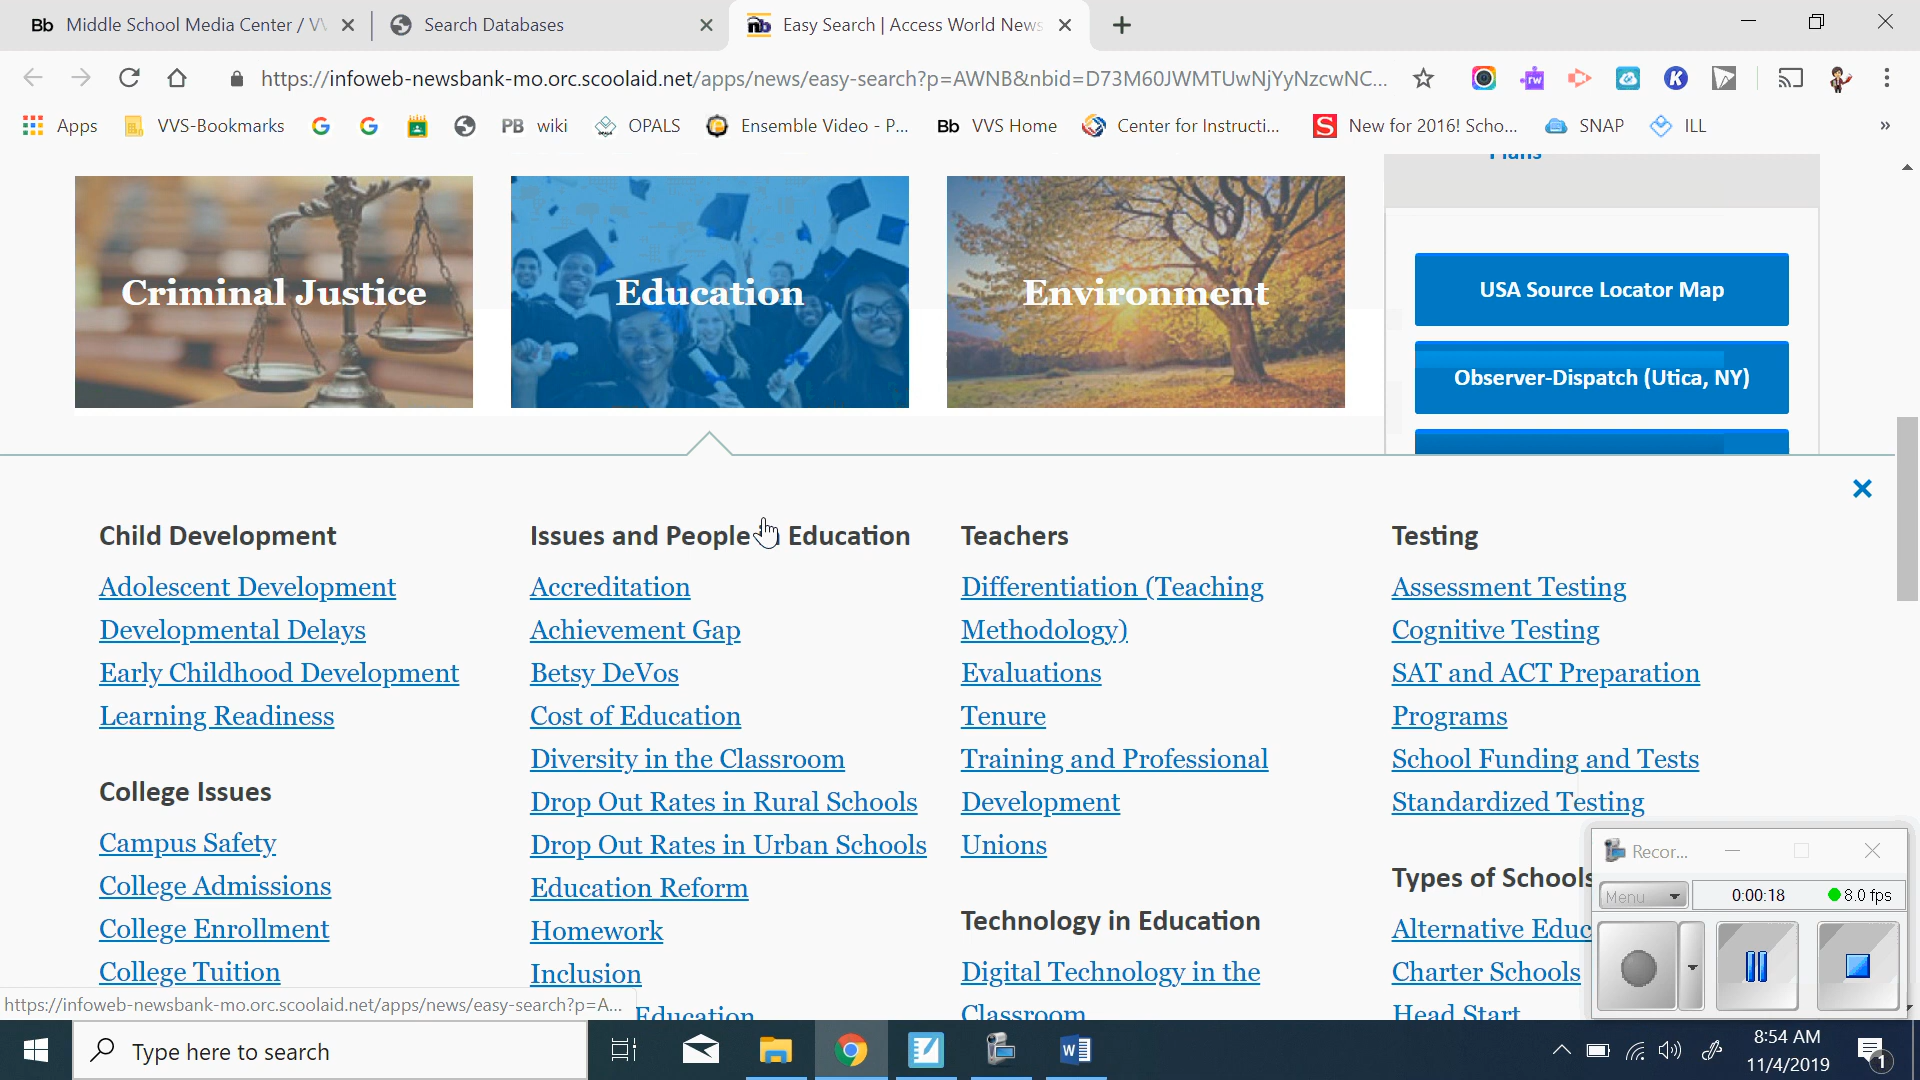 Bb Middle School Media Center / V
Search Databases
nb Easy Search | Access World News
https://infoweb-newsbank-mo.orc.scoolaid.net/apps/news/easy-search?p=AWNB&nbid=D73M60JWMTUwNjYyNzcwNC...
rw
K
Apps
VVS-Bookmarks
PB wiki
OPALS
Ensemble Video - P...
Bb VVS Home
Center for Instructi...
S New for 2016! Scho...
SNAP
ILL
»
Plans
Criminal Justice
Education
Environment
USA Source Locator Map
Observer-Dispatch (Utica, NY)
Child Development
Adolescent Development
Developmental Delays
Early Childhood Development
Learning Readiness
College Issues
Campus Safety
College Admissions
College Enrollment
College Tuition
Issues and People Education
Accreditation
Achievement Gap
Betsy DeVos
Cost of Education
Diversity in the Classroom
Drop Out Rates in Rural Schools
Drop Out Rates in Urban Schools
Education Reform
Homework
Inclusion
Education
Teachers
Differentiation (Teaching
Methodology)
Evaluations
Tenure
Training and Professional
Development
Unions
Technology in Education
Digital Technology in the
Classroom
Testing
Assessment Testing
Cognitive Testing
SAT and ACT Preparation
Programs
School Funding and Tests
Standardized Testing
Types of Schools
Alternative Educ
Charter Schools
Head Start
Recor...
Menu
0:00:18
8.0 fps
https://infoweb-newsbank-mo.orc.scoolaid.net/apps/news/easy-search?p=A...
Type here to search
8:54 AM
11/4/2019
1